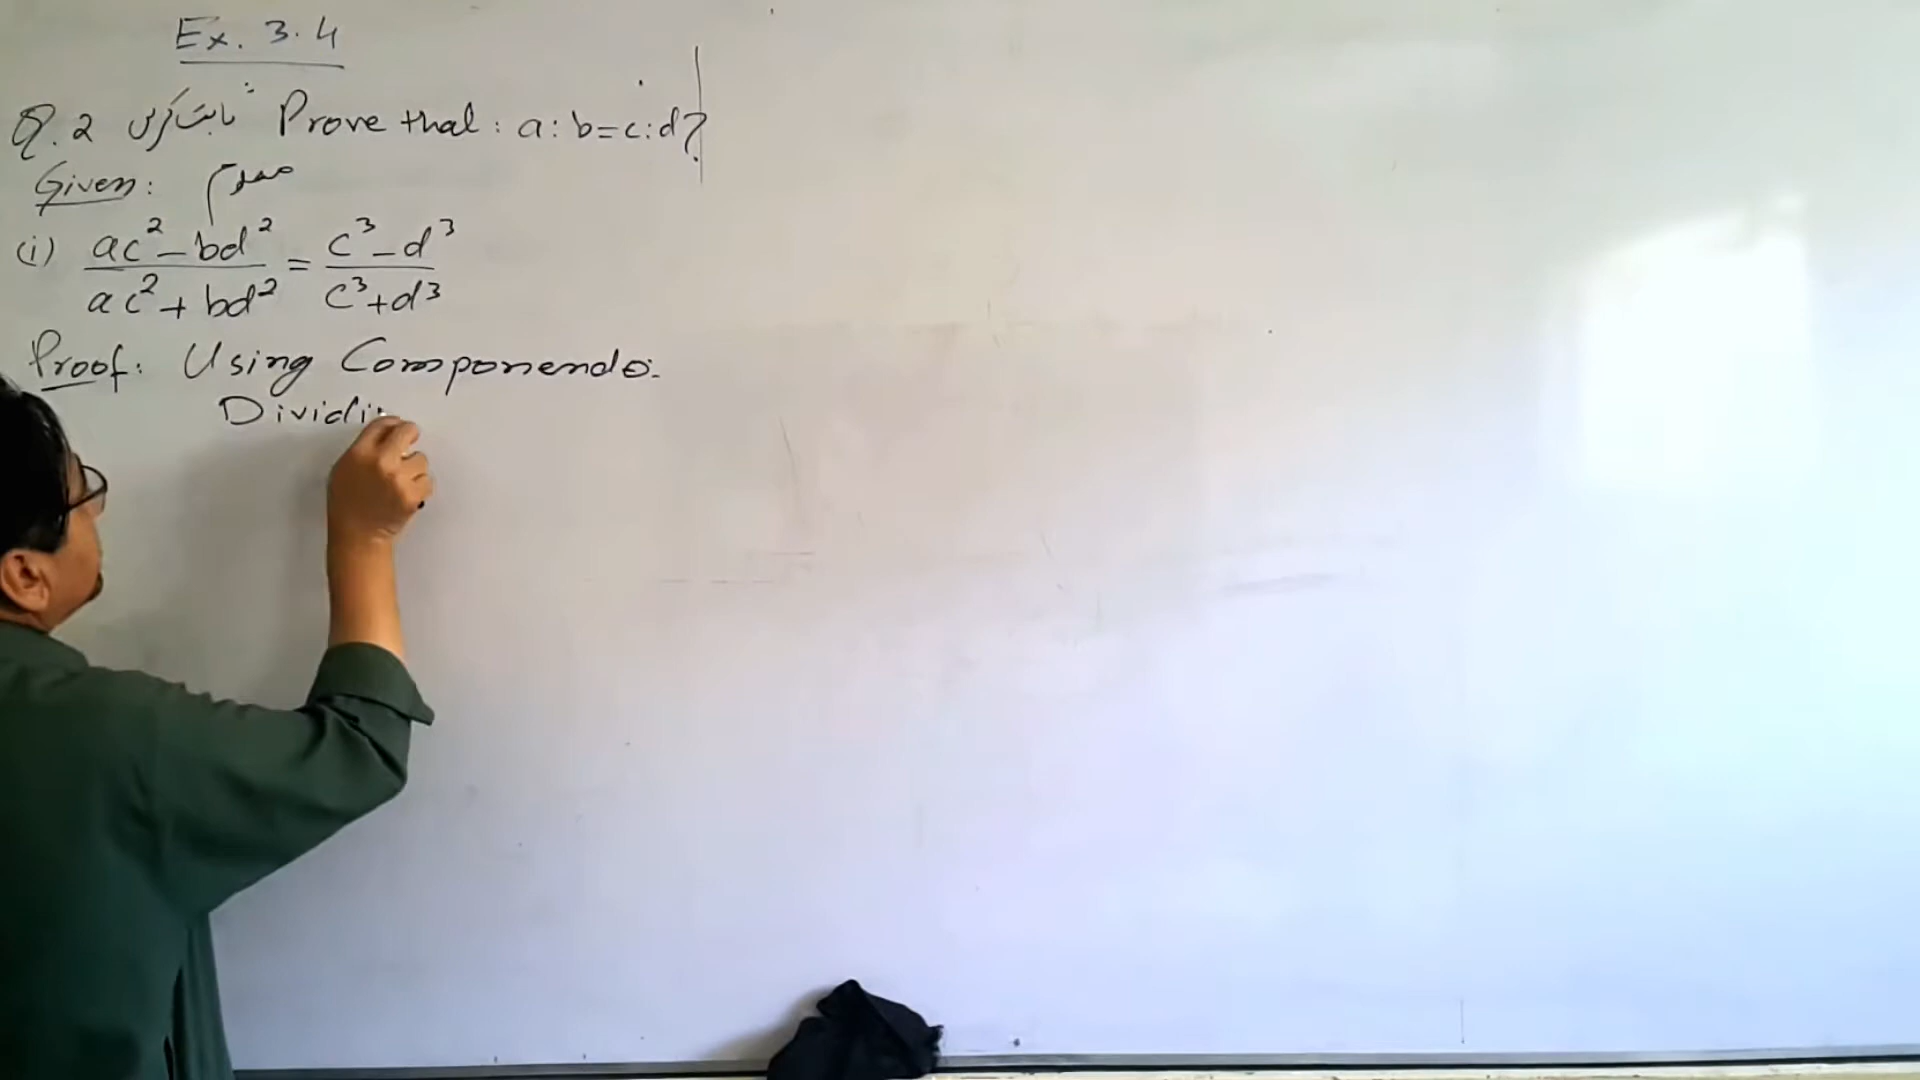 Ex. 3.4
Q.2 ثابت کریں Prove that: a:b=c:d?
Given: معلوم
(i) ac²-bd²/ac²+bd² = c³-d³/c³+d³
Proof: Using Componendo-
Dividi